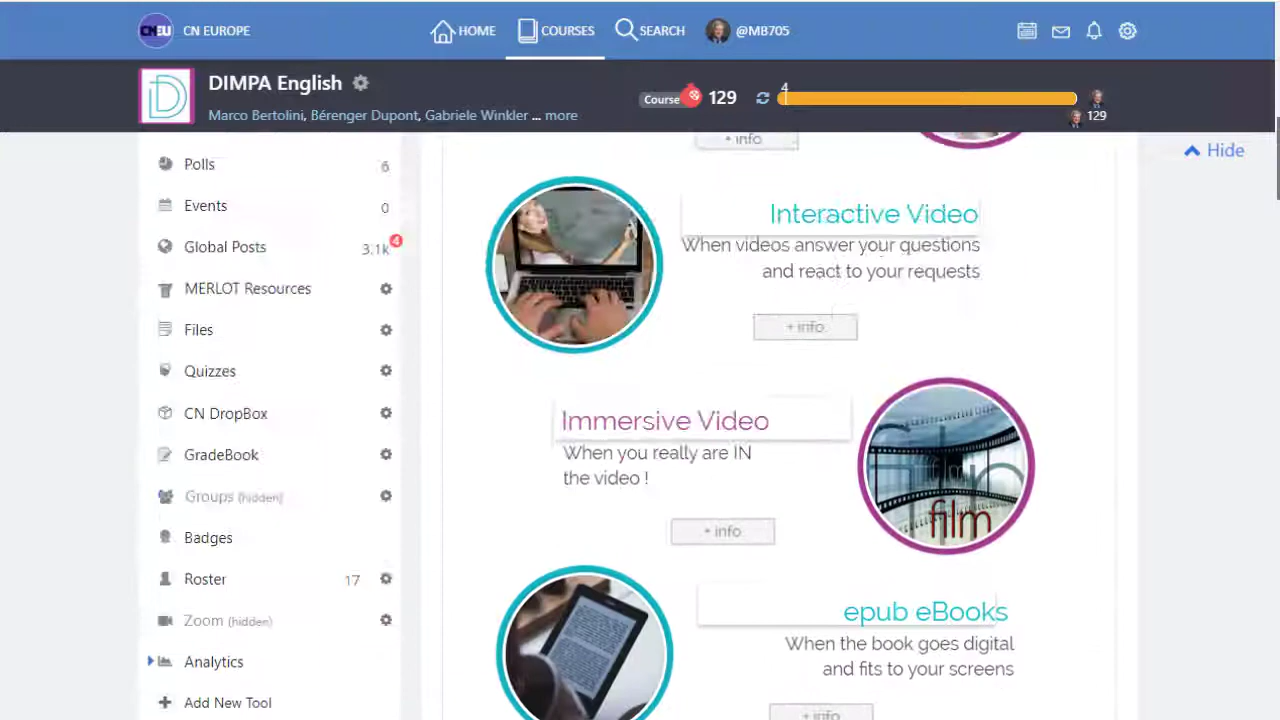 CNEU CN EUROPE HOME COURSES SEARCH @MB705
DIMPA English
Marco Bertolini, Bérenger Dupont, Gabriele Winkler ... more
Course 129 4
129
Hide
Polls 6
Events 0
Global Posts 3.1k 4
MERLOT Resources
Files
Quizzes
CN DropBox
GradeBook
Groups (hidden)
Badges
Roster 17
Zoom (hidden)
Analytics
Add New Tool
+ info
Interactive Video
When videos answer your questions
and react to your requests
+ info
Immersive Video
When you really are IN
the video !
+ info
film
epub eBooks
When the book goes digital
and fits to your screens
+ info